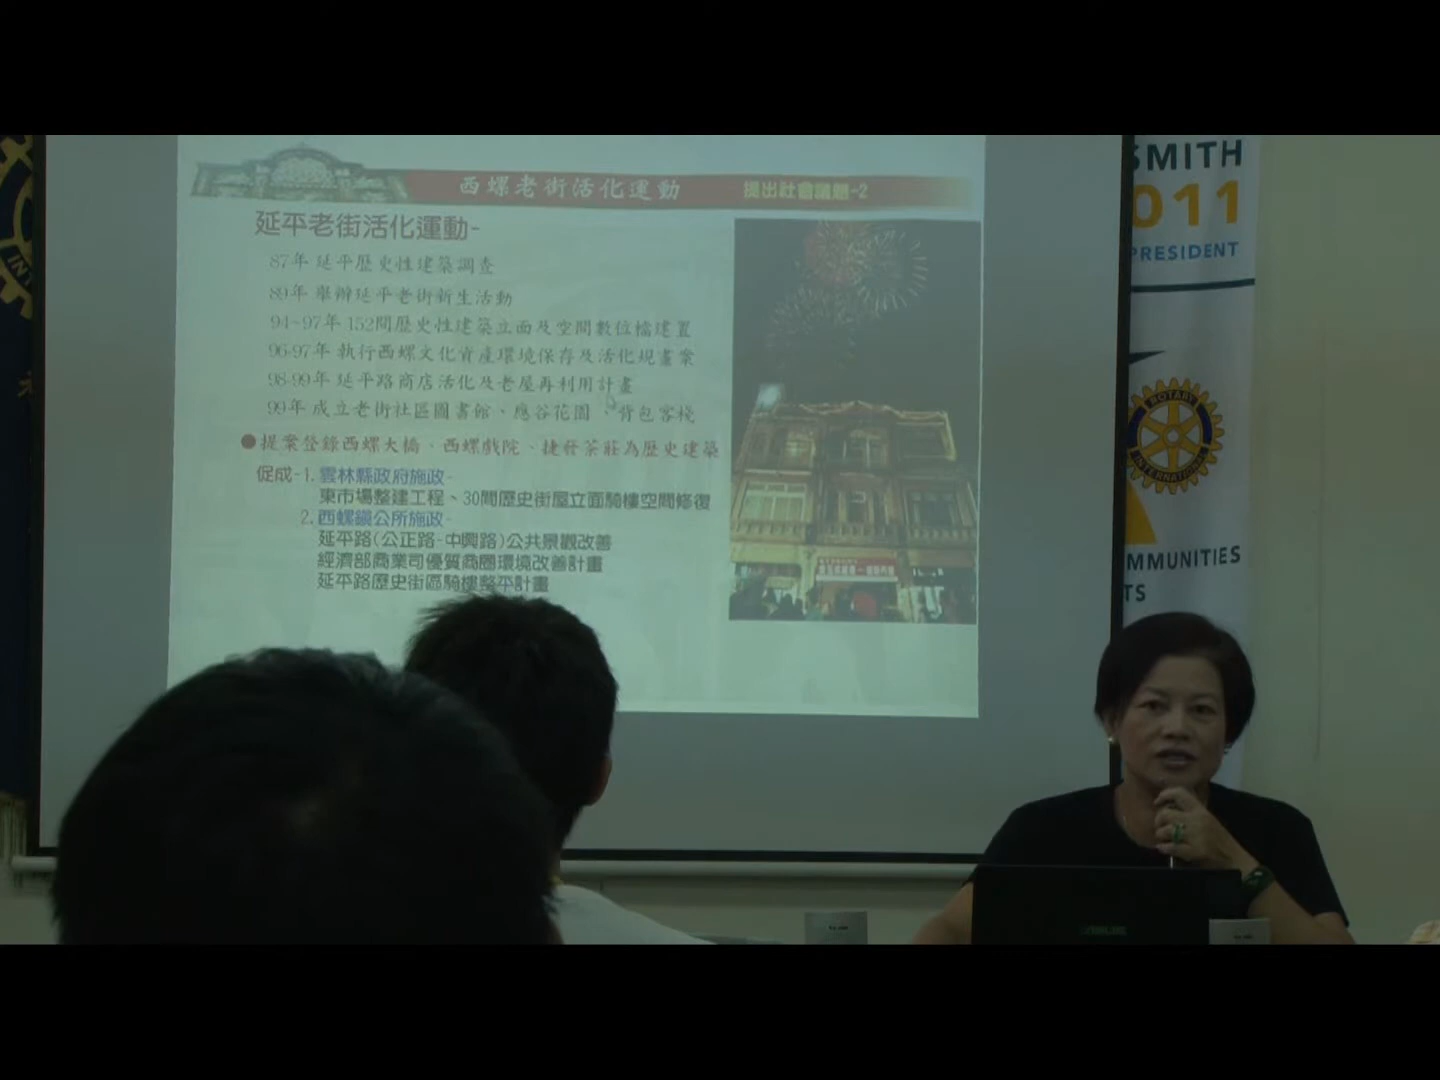 西螺老街活化運動 提出社會議題-2
延平老街活化運動-
87年 延平歷史性建築調查
89年 舉辦延平老街新生活動
94-97年 152間歷史性建築立面及空間數位檔建置
96-97年 執行西螺文化資產環境保存及活化規畫案
98-99年 延平路商店活化及老屋再利用計畫
99年 成立老街社區圖書館、應谷花園、背包客棧
●提案登錄西螺大橋、西螺戲院、捷發茶莊為歷史建築
促成-1.雲林縣政府施政-
東市場整建工程、30間歷史街屋立面騎樓空間修復
2.西螺鎮公所施政-
延平路(公正路-中興路)公共景觀改善
經濟部商業司優質商圈環境改善計畫
延平路歷史街區騎樓整平計畫
SMITH
2011
PRESIDENT
ROTARY
INTERNATIONAL
MMUNITIES
TS
ASUS